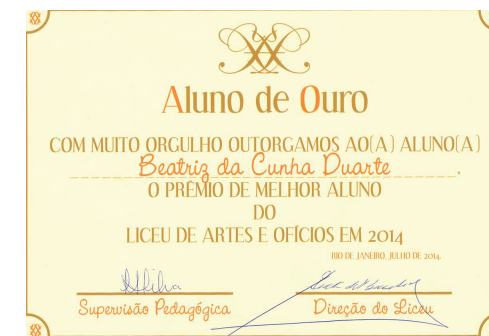 Aluno de Ouro
COM MUITO ORGULHO OUTORGAMOS AO(A) ALUNO(A)
Beatriz da Cunha Duarte.
O PRÊMIO DE MELHOR ALUNO
DO
LICEU DE ARTES E OFÍCIOS EM 2014
RIO DE JANEIRO, JULHO DE 2014.
Supervisão Pedagógica
Direção do Liceu